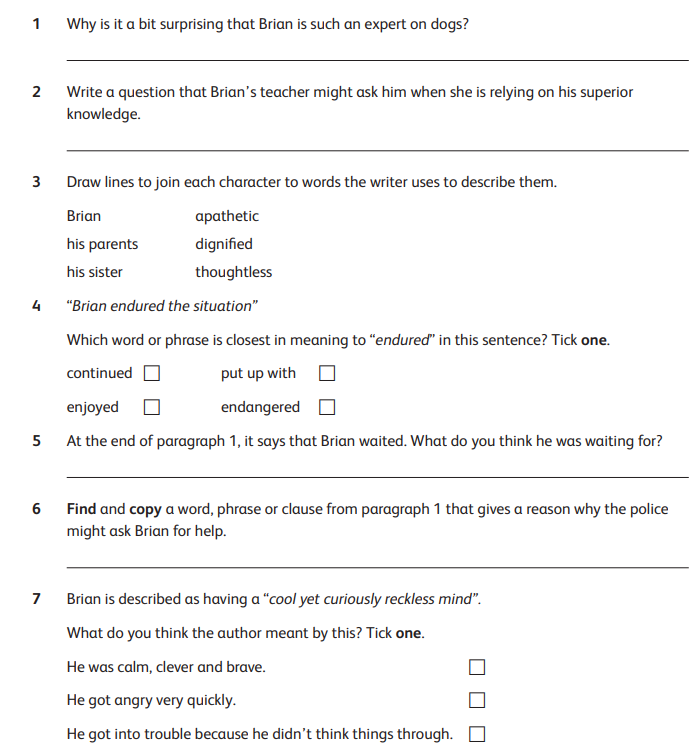 1 Why is it a bit surprising that Brian is such an expert on dogs?
2 Write a question that Brian's teacher might ask him when she is relying on his superior
knowledge.
3 Draw lines to join each character to words the writer uses to describe them.
Brian apathetic
his parents dignified
his sister thoughtless
4 "Brian endured the situation"
Which word or phrase is closest in meaning to "endured" in this sentence? Tick one.
continued put up with
enjoyed endangered
5 At the end of paragraph 1, it says that Brian waited. What do you think he was waiting for?
6 Find and copy a word, phrase or clause from paragraph 1 that gives a reason why the police
might ask Brian for help.
7 Brian is described as having a "cool yet curiously reckless mind".
What do you think the author meant by this? Tick one.
He was calm, clever and brave.
He got angry very quickly.
He got into trouble because he didn't think things through.